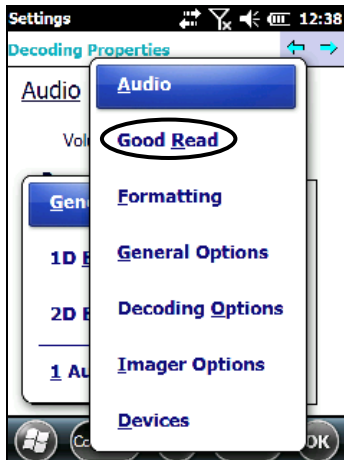 Settings 12:38
Decoding Properties
Audio
Audio
Good Read
Formatting
General Options
1D
Decoding Options
2D
Imager Options
1
Devices
OK